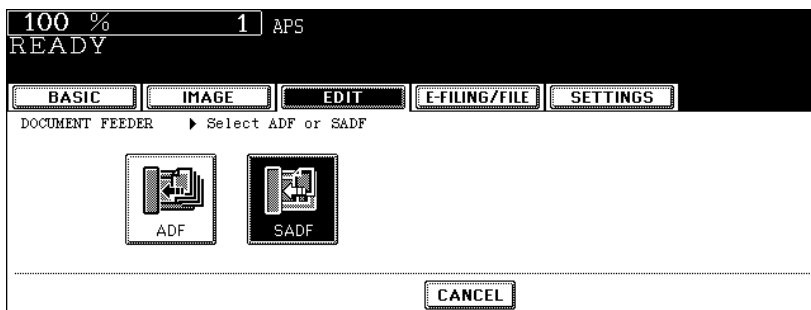 100 % 1 APS
READY
BASIC IMAGE EDIT E-FILING/FILE SETTINGS
DOCUMENT FEEDER ▶ Select ADF or SADF
ADF SADF
CANCEL